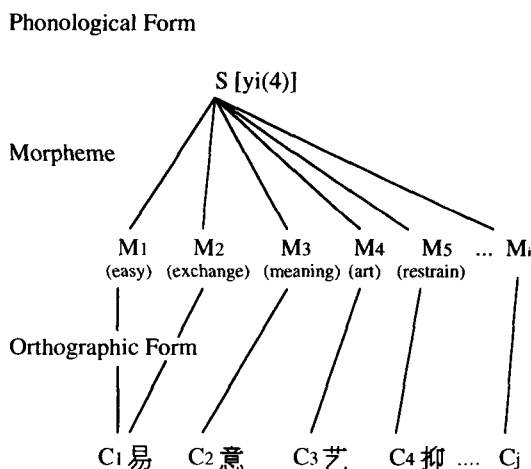 Phonological Form
S [yi(4)]
Morpheme
M1 M2 M3 M4 M5 ... Mi
(easy) (exchange) (meaning) (art) (restrain)
Orthographic Form
C1 易 C2 意 C3 艺 C4 抑 .... Cj